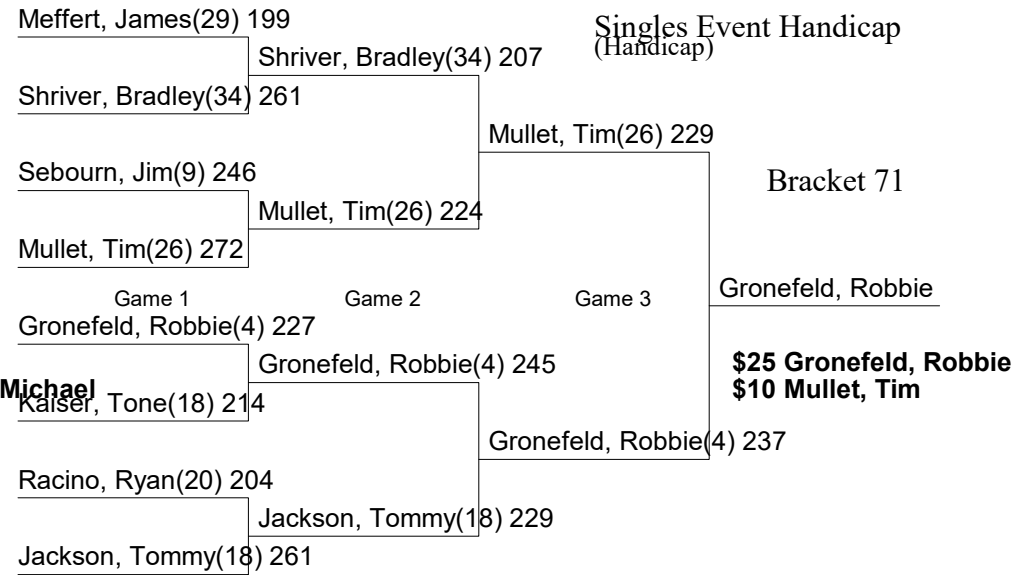 Meffert, James(29) 199
Singles Event Handicap
(Handicap)
Shriver, Bradley(34) 207
Shriver, Bradley(34) 261
Mullet, Tim(26) 229
Sebourn, Jim(9) 246
Bracket 71
Mullet, Tim(26) 224
Mullet, Tim(26) 272
Game 1
Game 2
Game 3
Gronefeld, Robbie
Gronefeld, Robbie(4) 227
Gronefeld, Robbie(4) 245
$25 Gronefeld, Robbie
Michael
$10 Mullet, Tim
Kaiser, Tone(18) 214
Gronefeld, Robbie(4) 237
Racino, Ryan(20) 204
Jackson, Tommy(18) 229
Jackson, Tommy(18) 261